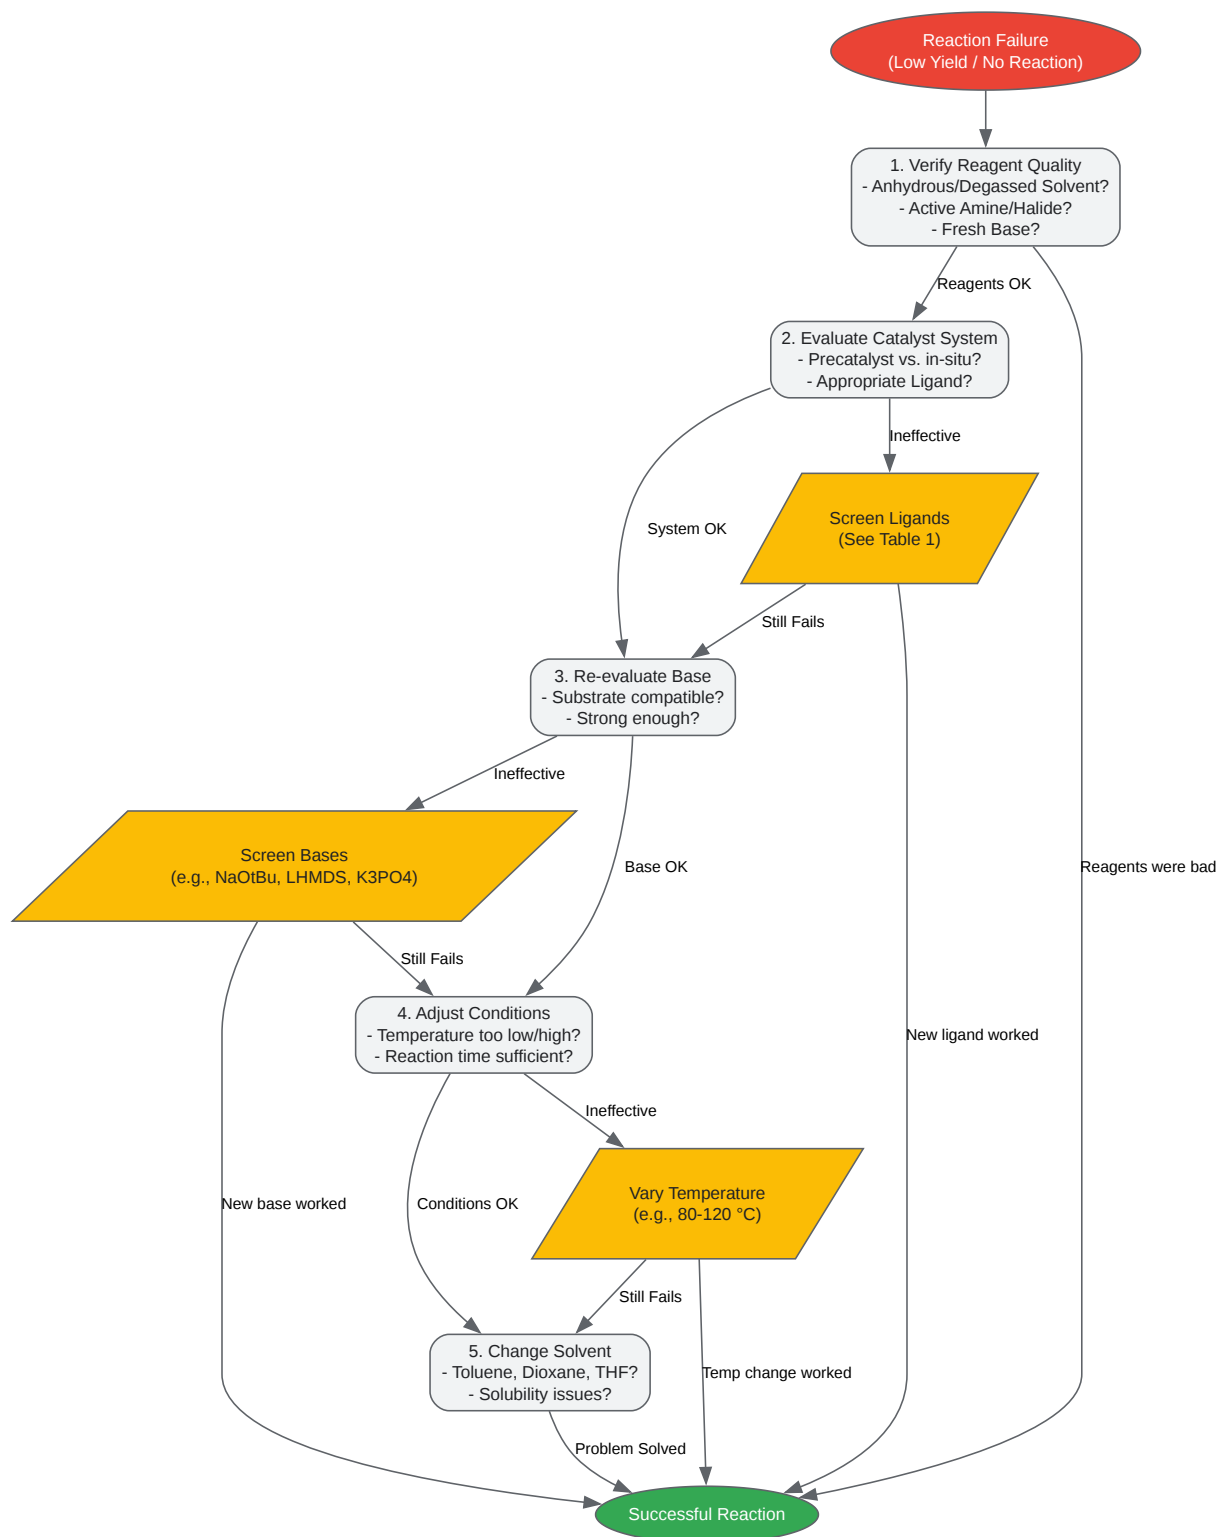 Reaction Failure
(Low Yield / No Reaction)
1. Verify Reagent Quality
- Anhydrous/Degassed Solvent?
- Active Amine/Halide?
- Fresh Base?
Reagents OK
2. Evaluate Catalyst System
- Precatalyst vs. in-situ?
- Appropriate Ligand?
Ineffective
Screen Ligands
(See Table 1)
System OK
Still Fails
3. Re-evaluate Base
- Substrate compatible?
- Strong enough?
Ineffective
Screen Bases
(e.g., NaOtBu, LHMDS, K3PO4)
Base OK
Reagents were bad
Still Fails
4. Adjust Conditions
- Temperature too low/high?
- Reaction time sufficient?
New ligand worked
Ineffective
Vary Temperature
(e.g., 80-120 °C)
New base worked
Conditions OK
Still Fails
5. Change Solvent
- Toluene, Dioxane, THF?
- Solubility issues?
Temp change worked
Problem Solved
Successful Reaction